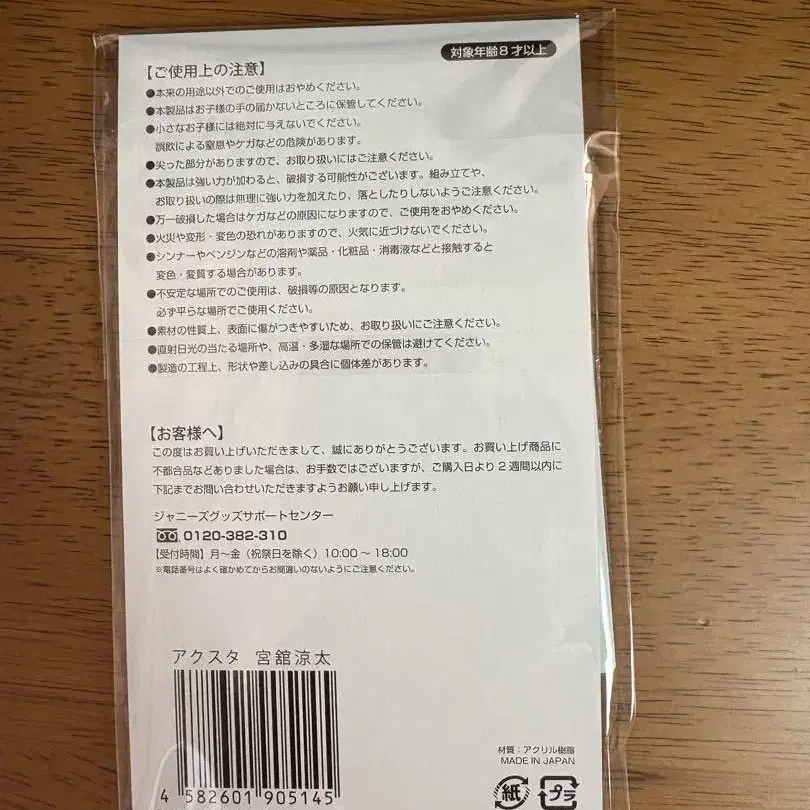 対象年齢8才以上
【ご使用上の注意】
●本来の用途以外でのご使用はおやめください。
●本製品はお子様の手の届かないところに保管してください。
●小さなお子様には絶対に与えないでください。
誤飲による窒息やケガなどの危険があります。
●尖った部分がありますので、お取り扱いにはご注意ください。
●本製品は強い力が加わると、破損する可能性がございます。組み立てや、
お取り扱いの際は無理に強い力を加えたり、落としたりしないようご注意ください。
●万一破損した場合はケガなどの原因になりますので、ご使用をおやめください。
●火災や変形・変色の恐れがありますので、火気に近づけないでください。
●シンナーやベンジンなどの溶剤や薬品・化粧品・消毒液などと接触すると
変色・変質する場合があります。
●不安定な場所でのご使用は、破損等の原因となります。
必ず平らな場所でご使用ください。
●素材の性質上、表面に傷がつきやすいため、お取り扱いにご注意ください。
●直射日光の当たる場所や、高温・多湿な場所での保管は避けてください。
●製造の工程上、形状や差し込みの具合に個体差があります。
【お客様へ】
この度はお買い上げいただきまして、誠にありがとうございます。お買い上げ商品に
不都合品などありました場合は、お手数ではございますが、ご購入日より2週間以内に
下記までお問い合わせいただきますようお願い申し上げます。
ジャニーズグッズサポートセンター
0120-382-310
【受付時間】月〜金（祝祭日を除く）10:00〜18:00
※電話番号はよく確かめてからお間違いのないようにご注意ください。
アクスタ 宮舘涼太
4 582601 905145
材質：アクリル樹脂
MADE IN JAPAN
紙 プラ